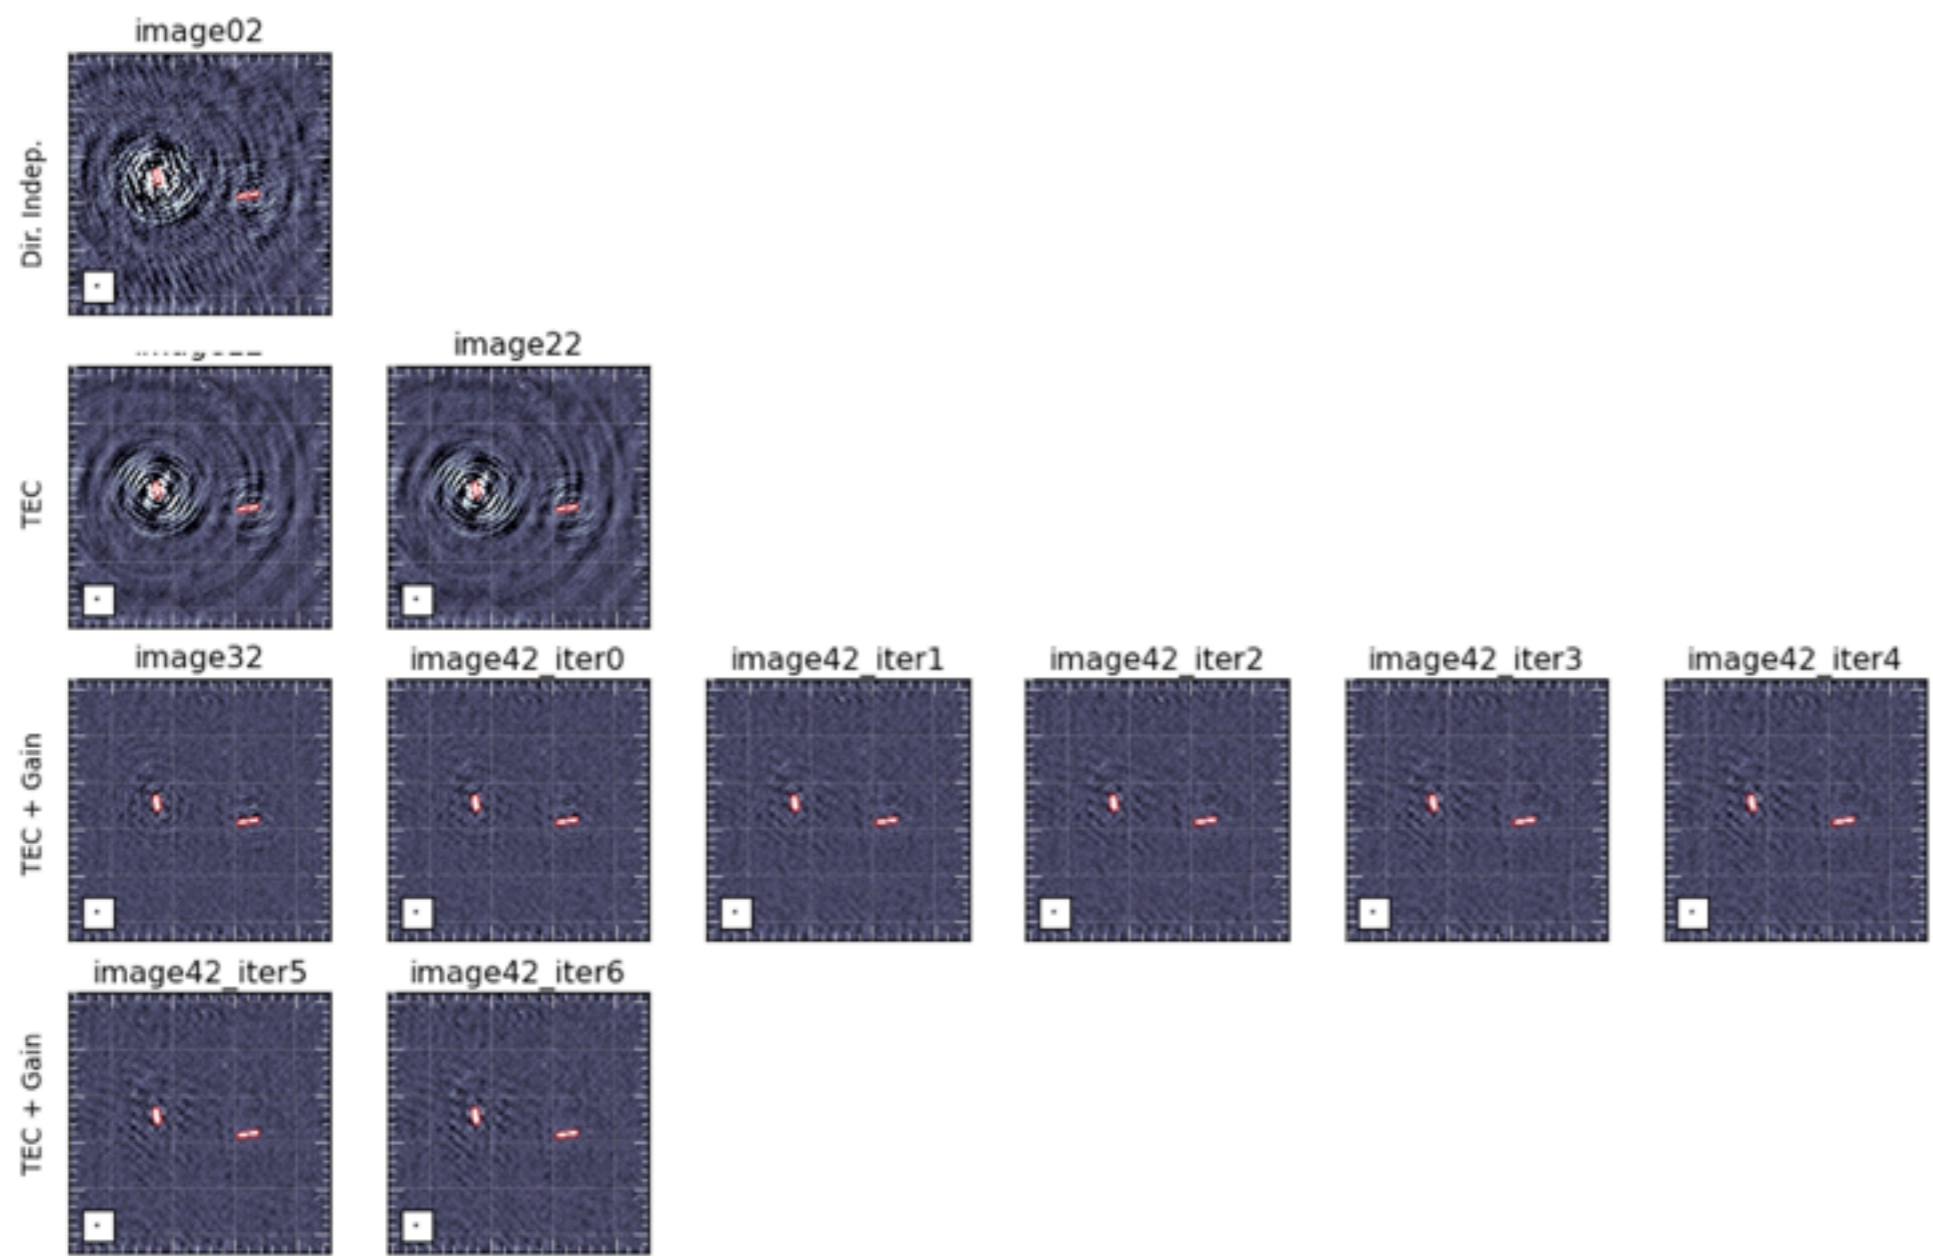 image02
Dir. Indep.
image22
TEC
image32 image42_iter0 image42_iter1 image42_iter2 image42_iter3 image42_iter4
TEC + Gain
image42_iter5 image42_iter6
TEC + Gain